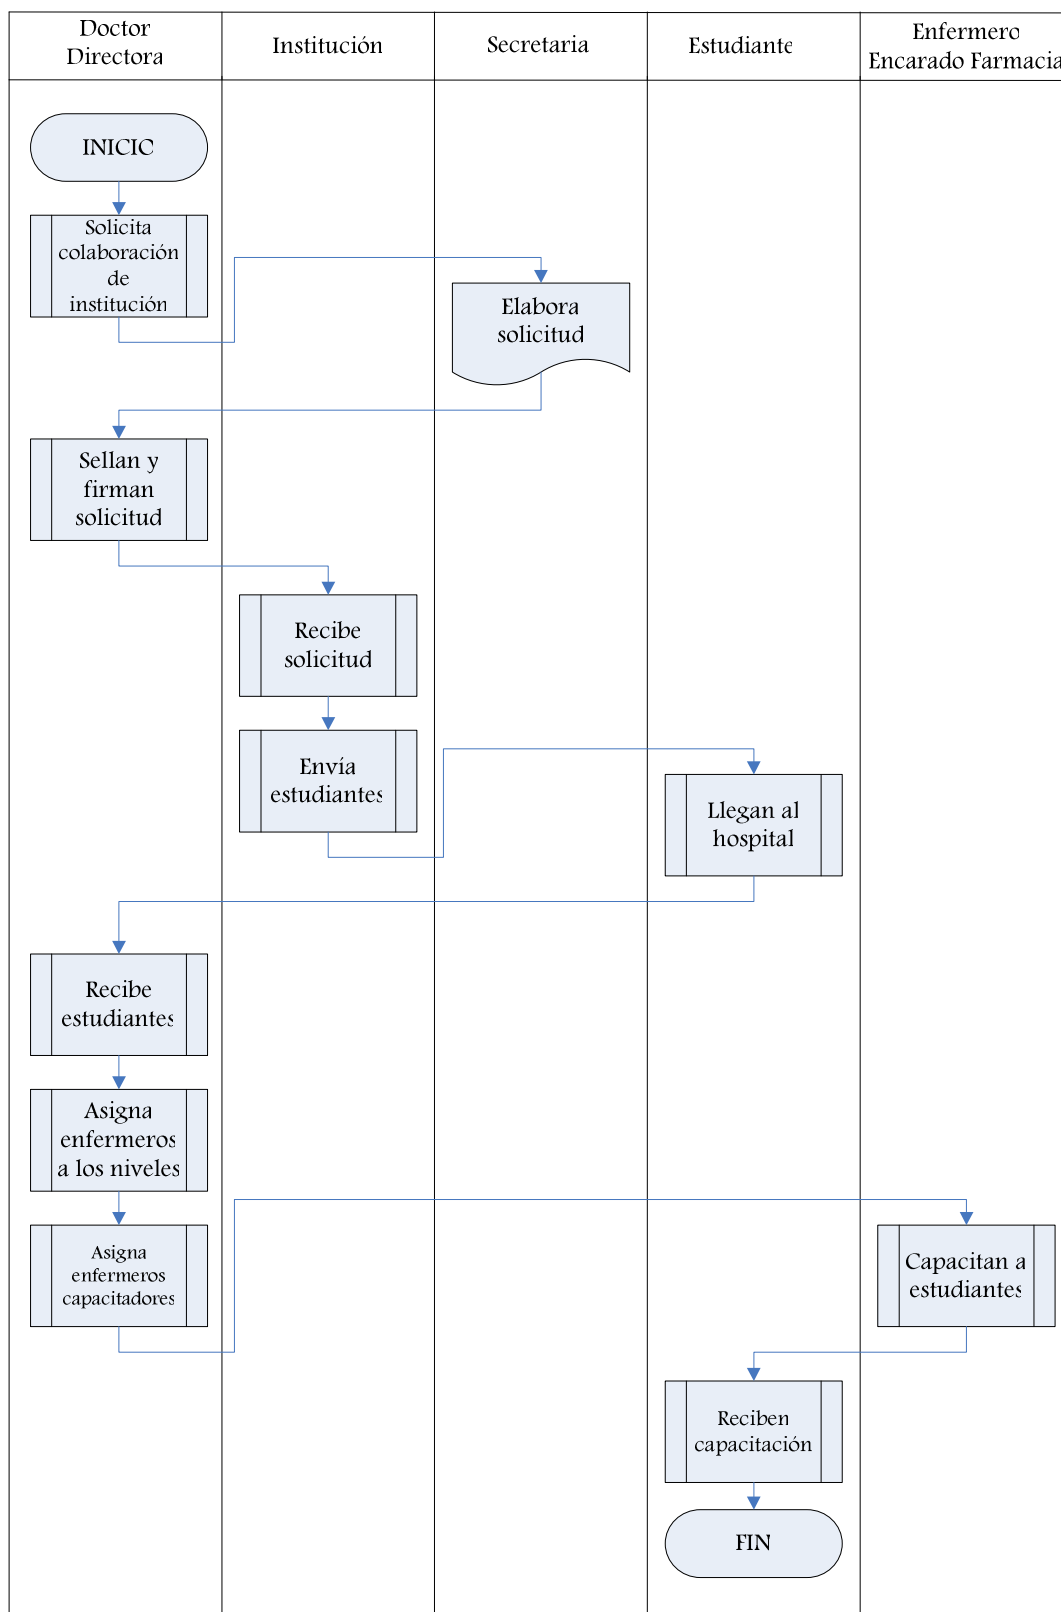 Doctor
Directora
Institución
Secretaria
Estudiante
Enfermero
Encarado Farmacia
INICIO
Solicita
colaboración
de
institución
Elabora
solicitud
Sellan y
firman
solicitud
Recibe
solicitud
Envía
estudiantes
Llegan al
hospital
Recibe
estudiantes
Asigna
enfermeros
a los niveles
Asigna
enfermeros
capacitadores
Capacitan a
estudiantes
Reciben
capacitación
FIN